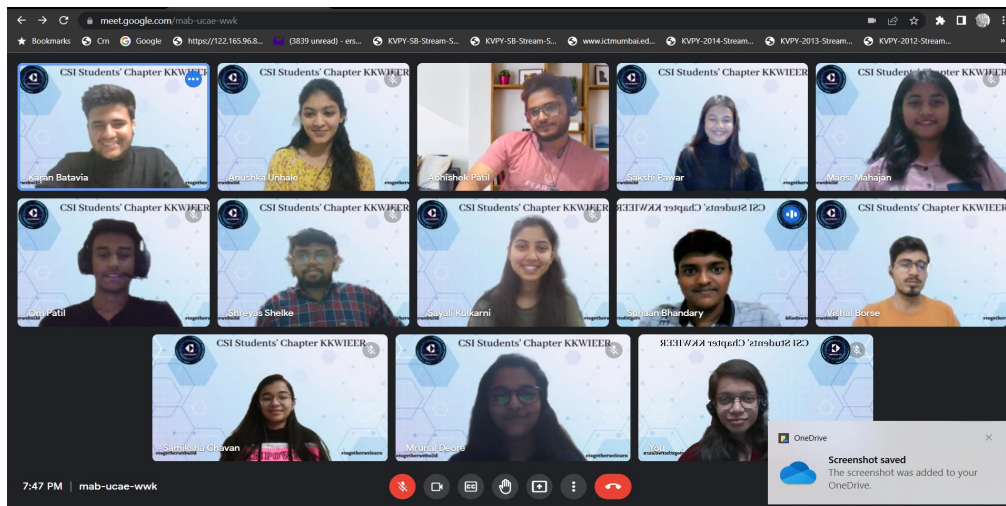 meet.google.com/mab-ucae-wwk
Bookmarks Crn Google https://122.165.96.8... (3839 unread) - ers... KVPY-SB-Stream-S... KVPY-SB-Stream-S... www.ictmumbai.ed... KVPY-2014-Stream... KVPY-2013-Stream... KVPY-2012-Stream... »
CSI Students' Chapter KKWIEER
Karan Batavia
CSI Students' Chapter KKWIEER
Anushka Unhale
Abhishek Patil
CSI Students' Chapter KKWIEER
Sakshi Pawar
CSI Students' Chapter KKWIEER
Mansi Mahajan
CSI Students' Chapter KKWIEER
Om Patil
CSI Students' Chapter KKWIEER
Shreyas Shelke
CSI Students' Chapter KKWIEER
Sayali Kulkarni
CSI Students' Chapter KKWIEER
Suhaan Bhandary
CSI Students' Chapter KKWIEER
Vishal Borse
CSI Students' Chapter KKWIEER
Samiksha Chavan
CSI Students' Chapter KKWIEER
#togetherwebuild
Mrunal Deore
#togetherwelearn
CSI Students' Chapter KKWIEER
You
OneDrive
Screenshot saved
The screenshot was added to your
OneDrive.
7:47 PM | mab-ucae-wwk